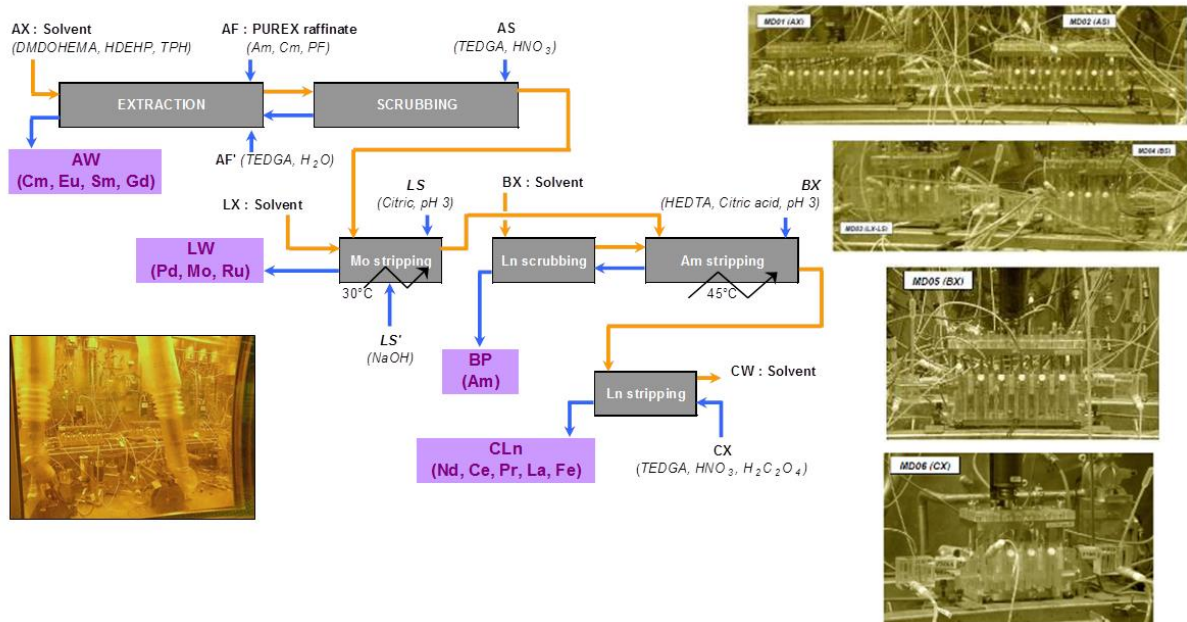 AX : Solvent
(DMDOHEMA, HDEHP, TPH)
AF : PUREX raffinate
(Am, Cm, PF)
AS
(TEDGA, HNO₃)
EXTRACTION
SCRUBBING
AW
(Cm, Eu, Sm, Gd)
AF' (TEDGA, H₂O)
LX : Solvent
LS
(Citric, pH 3)
BX : Solvent
BX
(HEDTA, Citric acid, pH 3)
LW
(Pd, Mo, Ru)
Mo stripping
30°C
Ln scrubbing
Am stripping
45°C
LS'
(NaOH)
BP
(Am)
CW : Solvent
Ln stripping
CLn
(Nd, Ce, Pr, La, Fe)
CX
(TEDGA, HNO₃, H₂C₂O₄)
MD01 (AX)
MD02 (AS)
MD04 (BS)
MD03 (LX-LS)
MD05 (BX)
MD06 (CX)